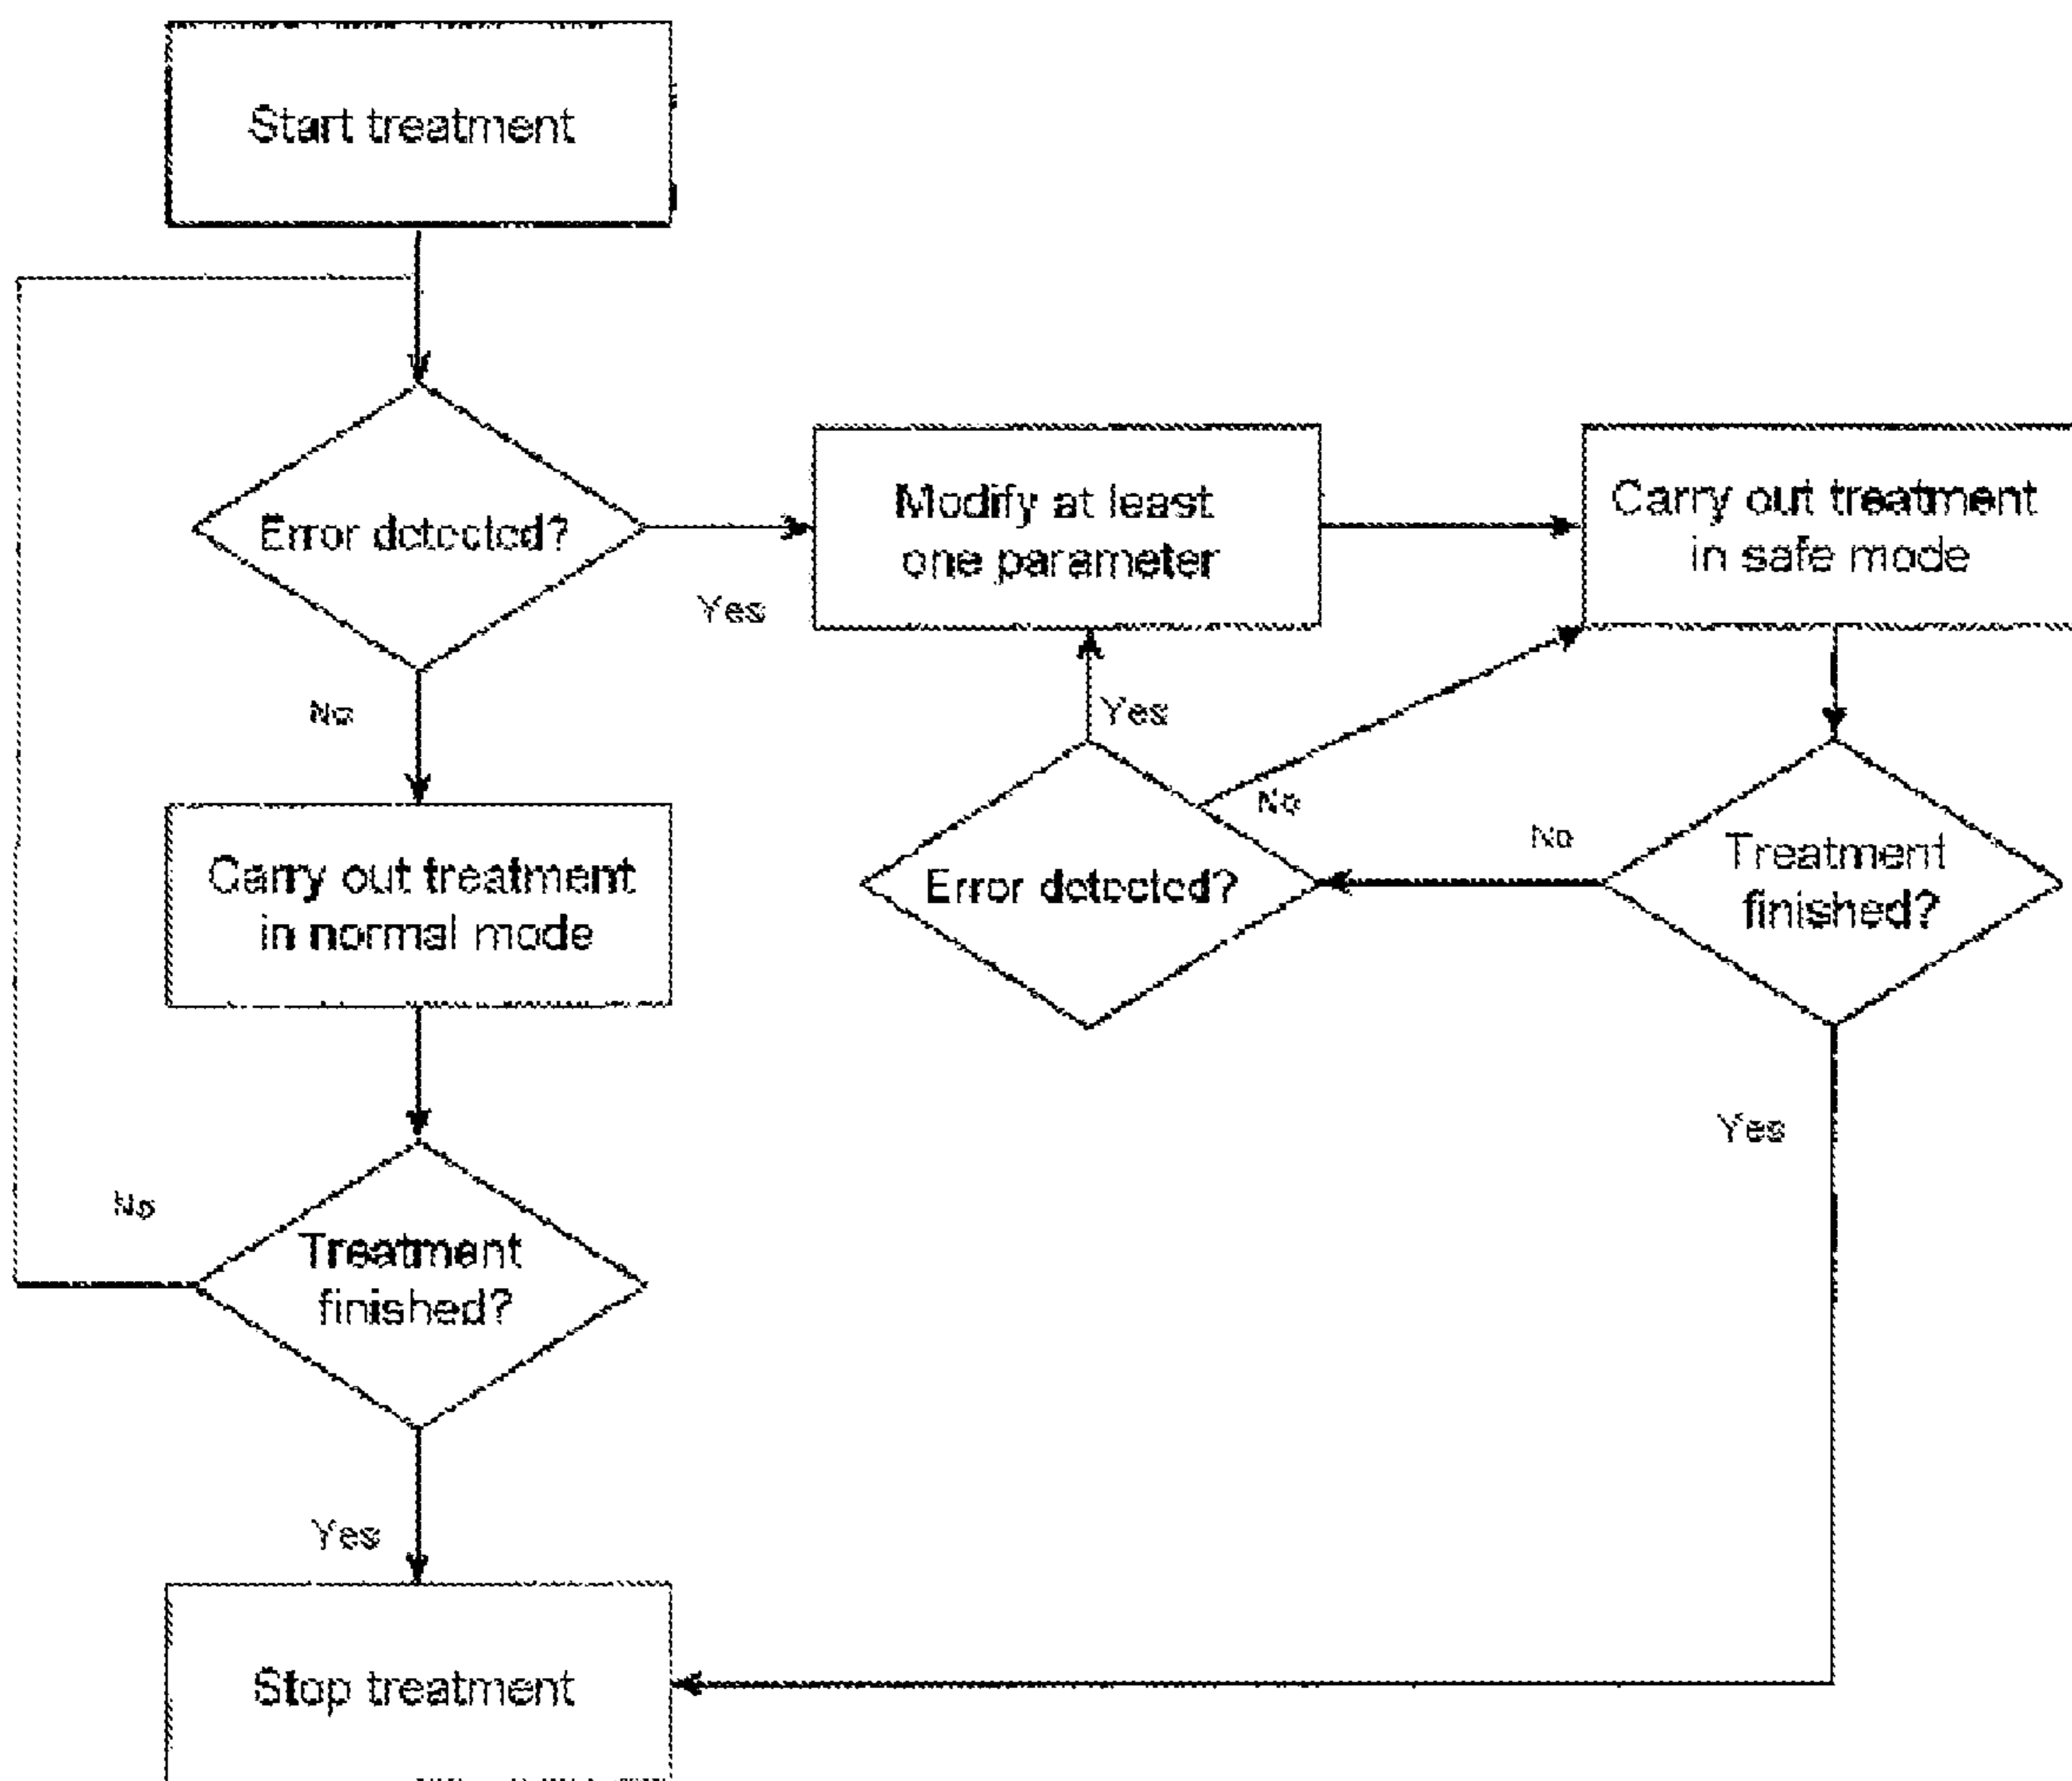 Start treatment
Error detected?
Yes
No
Modify at least
one parameter
Carry out treatment
in safe mode
Yes
No
Error detected?
No
Treatment
finished?
Yes
Carry out treatment
in normal mode
No
Treatment
finished?
Yes
Stop treatment